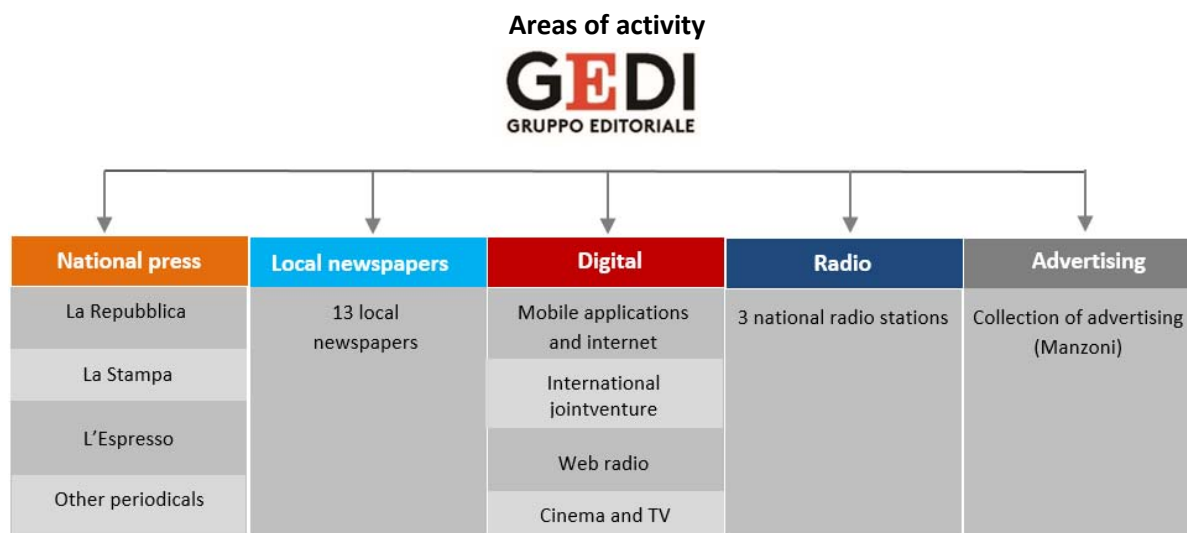 Areas of activity
GEDI
GRUPPO EDITORIALE
National press
La Repubblica
La Stampa
L'Espresso
Other periodicals
Local newspapers
13 local
newspapers
Digital
Mobile applications
and internet
International
jointventure
Web radio
Cinema and TV
Radio
3 national radio stations
Advertising
Collection of advertising
(Manzoni)